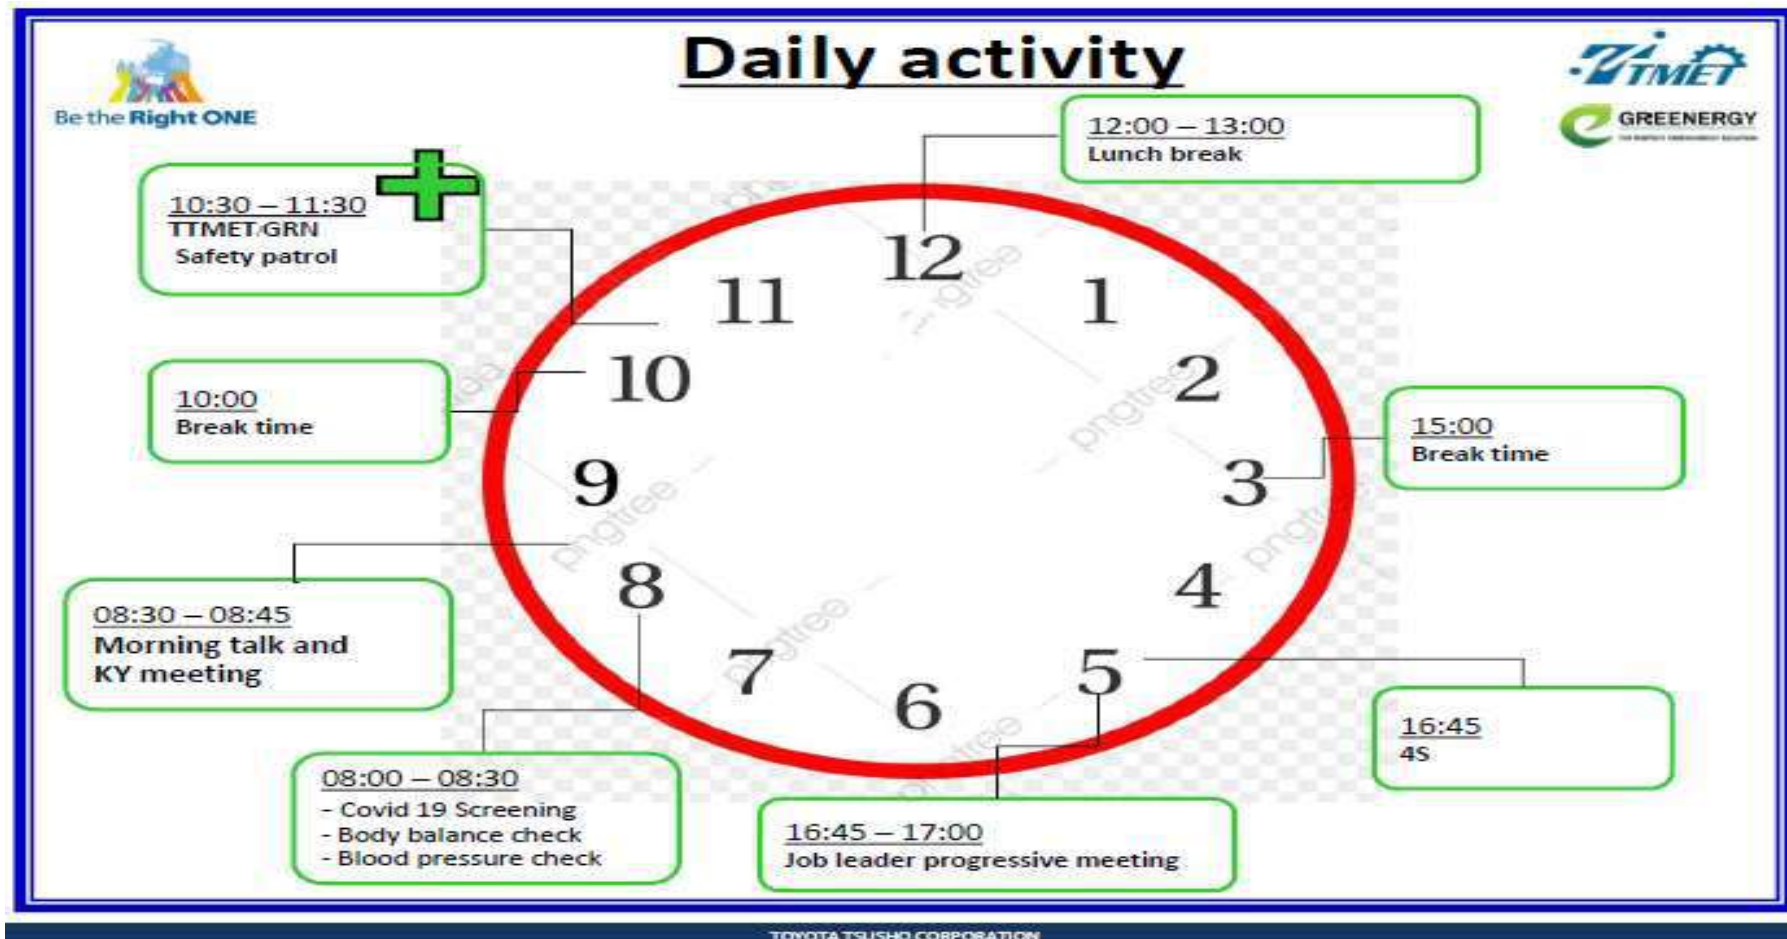 Daily activity
Be the Right ONE
TTMET
GREENERGY
12:00 – 13:00
Lunch break
10:30 – 11:30
TTMET/GRN
Safety patrol
10:00
Break time
15:00
Break time
08:30 – 08:45
Morning talk and
KY meeting
08:00 – 08:30
- Covid 19 Screening
- Body balance check
- Blood pressure check
16:45 – 17:00
Job leader progressive meeting
16:45
4S
12
1
2
3
4
5
6
7
8
9
10
11
pngtree
pngtree
pngtree
pngtree
TOYOTA TSUSHO CORPORATION